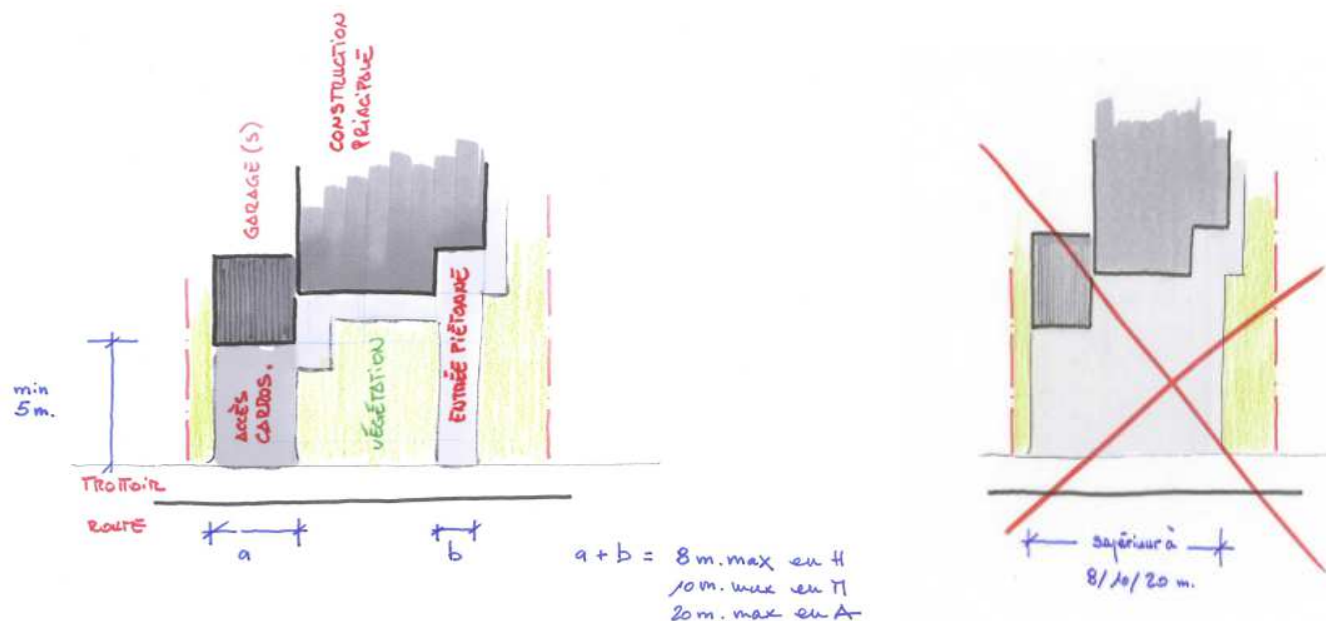 GARAGE(S)
CONSTRUCTION
PRINCIPALE
min
5m.
ACCÈS
CARROS.
VÉGÉTATION
ENTRÉE PIÉTONNE
TROTTOIR
ROUTE
a
b
a + b = 8 m. max en H
10 m. max en M
20 m. max en A
supérieur à
8/10/20 m.